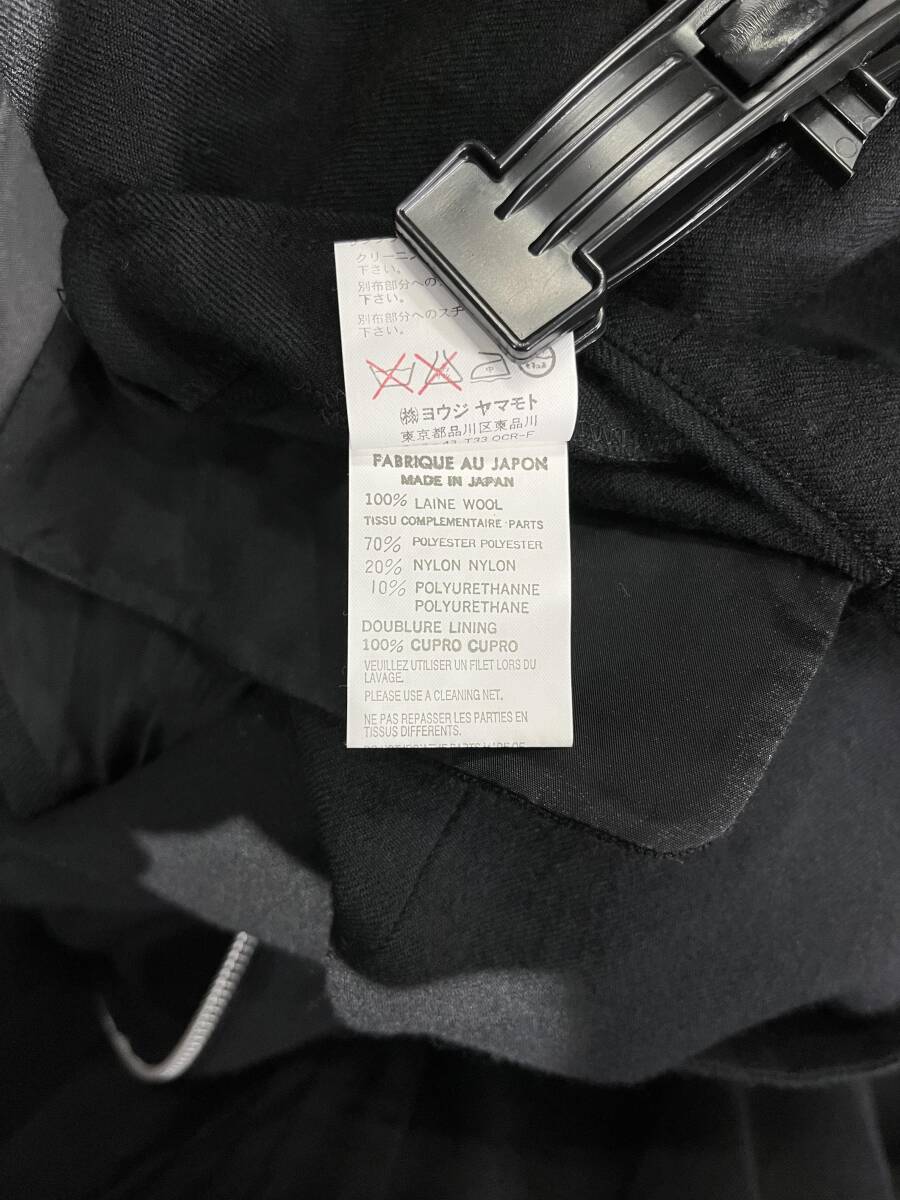 クリーニン
下さい。
別布部分への
下さい。
別布部分へのスチ
下さい。
中
㈱ヨウジ ヤマモト
東京都品川区東品川
T33 OCR-F
FABRIQUE AU JAPON
MADE IN JAPAN
100% LAINE WOOL
TISSU COMPLEMENTAIRE PARTS
70% POLYESTER POLYESTER
20% NYLON NYLON
10% POLYURETHANNE
POLYURETHANE
DOUBLURE LINING
100% CUPRO CUPRO
VEUILLEZ UTILISER UN FILET LORS DU
LAVAGE.
PLEASE USE A CLEANING NET.
NE PAS REPASSER LES PARTIES EN
TISSUS DIFFERENTS.